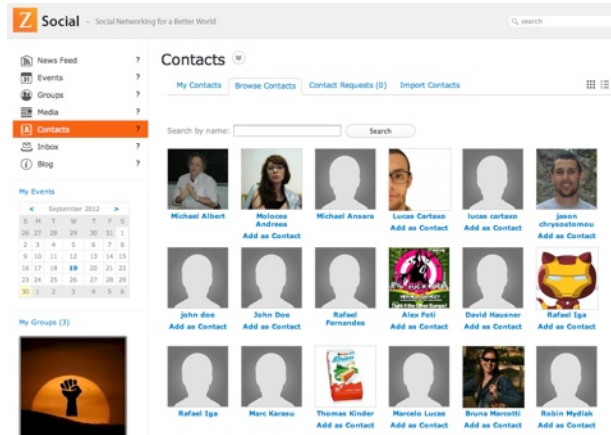 Z Social - Social Networking for a Better World
search
News Feed ?
Events ?
Groups ?
Media ?
Contacts ?
Inbox ?
Blog ?
My Events
< September 2012 >
S M T W T F S
26 27 28 29 30 31 1
2 3 4 5 6 7 8
9 10 11 12 13 14 15
16 17 18 19 20 21 22
23 24 25 26 27 28 29
30 1 2 3 4 5 6
My Groups (3)
Contacts
My Contacts Browse Contacts Contact Requests (0) Import Contacts
Search by name: Search
Michael Albert
Molocea Andreea
Add as Contact
Michael Ansara
Lucas Cartaxo
Add as Contact
lucas cartaxo
Add as Contact
jason chrysostomou
Add as Contact
john doe
Add as Contact
John Doe
Add as Contact
Rafael Fernandes
Alex Foti
Add as Contact
David Hausner
Add as Contact
Rafael Iga
Add as Contact
Rafael Iga
Marc Karasu
Thomas Kinder
Add as Contact
Marcelo Lucas
Add as Contact
Bruna Marcotti
Add as Contact
Robin Mydlak
Add as Contact